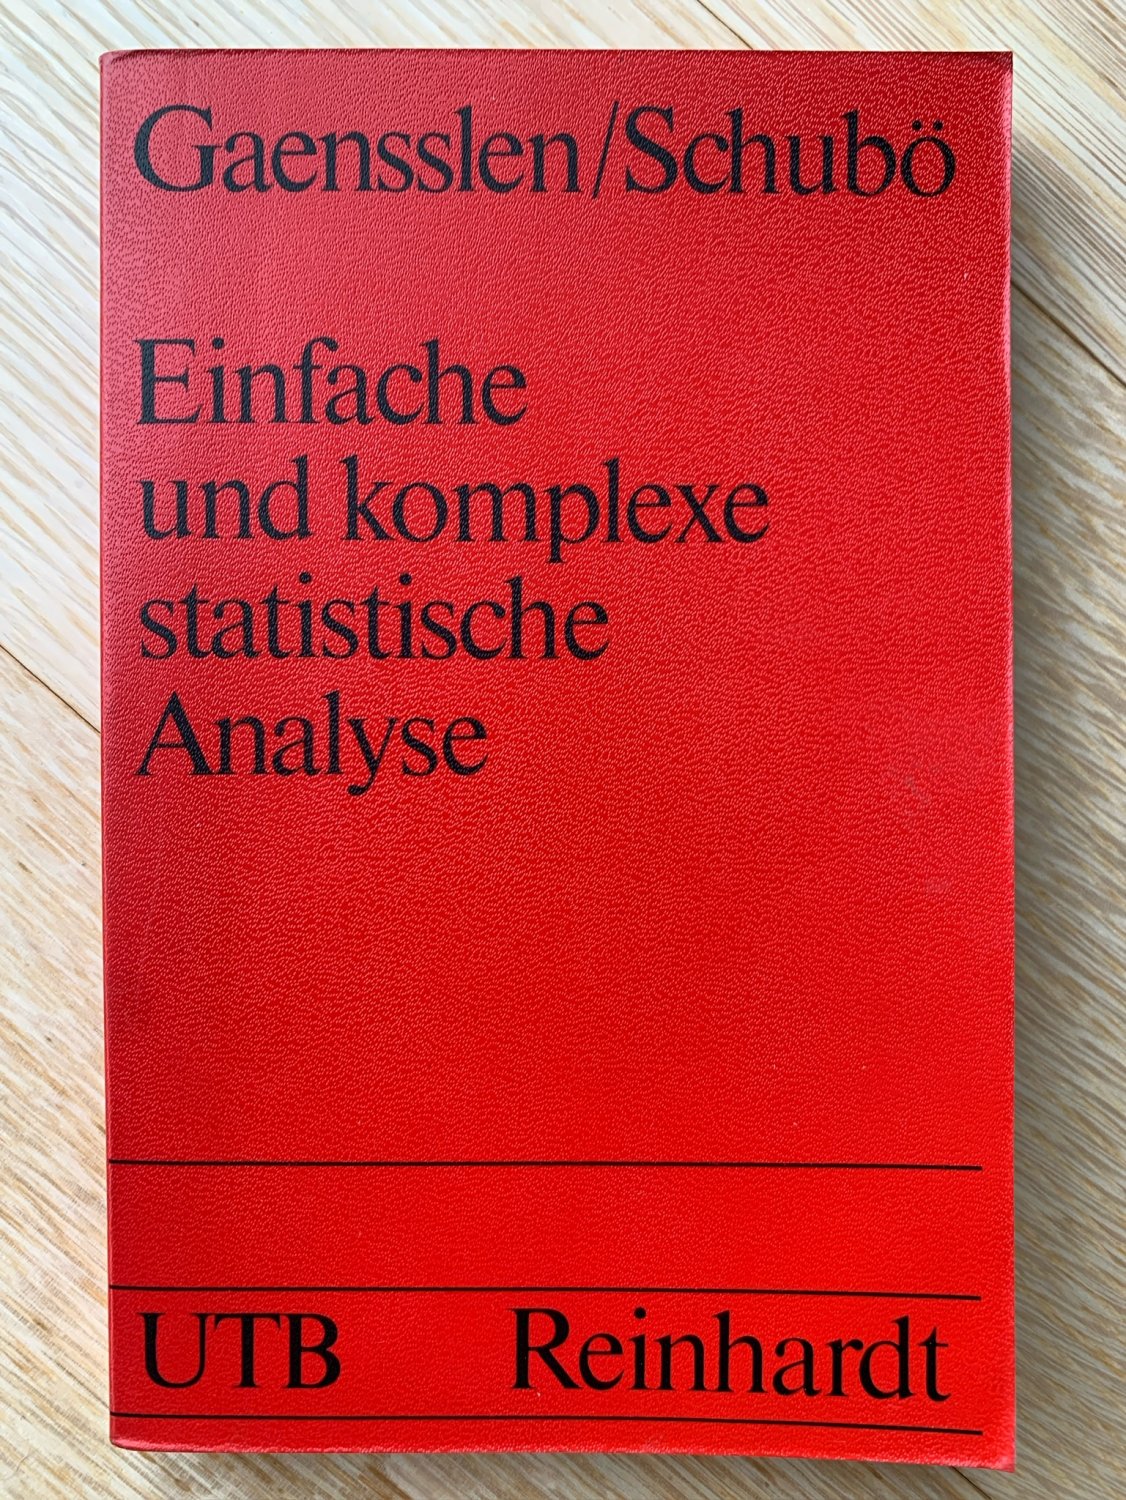 Gaensslen/Schubö
Einfache
und komplexe
statistische
Analyse
UTB Reinhardt